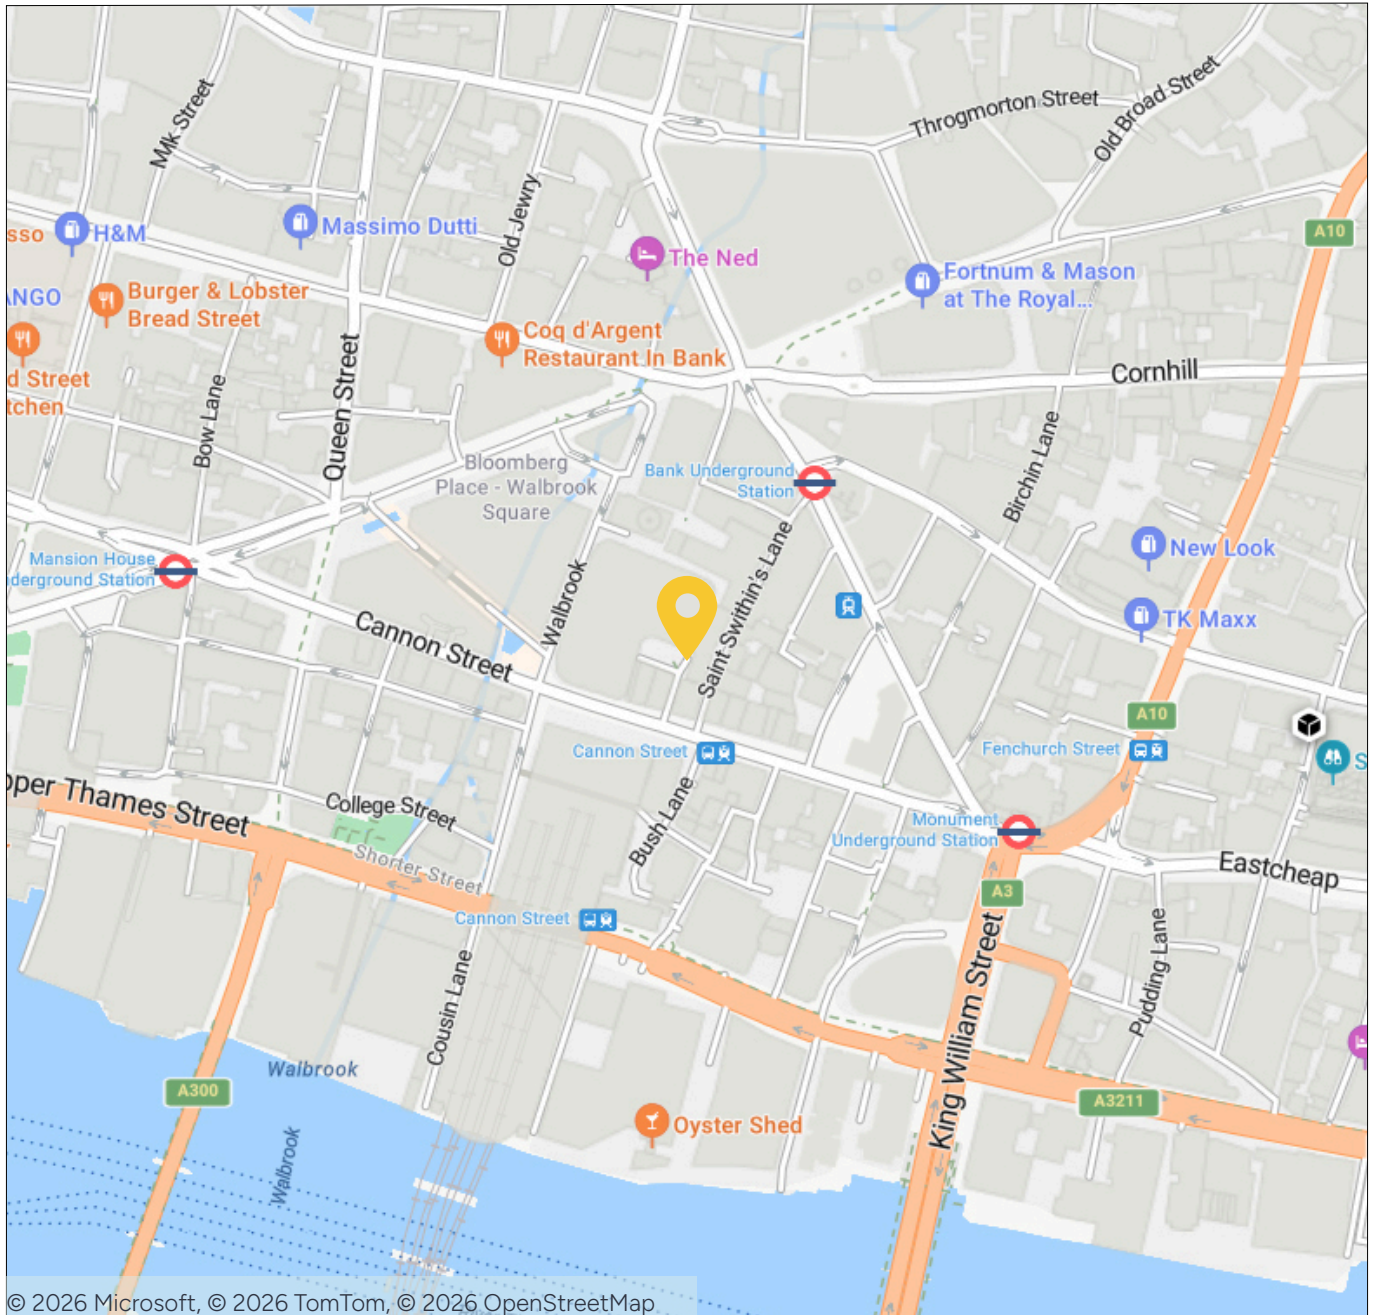 Milk Street
Throgmorton Street
Old Broad Street
Old Jewry
sso
H&M
Massimo Dutti
The Ned
A10
ANGO
Burger & Lobster
Bread Street
Fortnum & Mason
at The Royal...
Coq d'Argent
Restaurant In Bank
d Street
tchen
Queen Street
Cornhill
Bow Lane
Bloomberg
Place - Walbrook
Square
Bank Underground
Station
Birchin Lane
Mansion House
derground Station
New Look
Walbrook
Saint Swithin's Lane
TK Maxx
Cannon Street
A10
Cannon Street
Fenchurch Street
S
pper Thames Street
College Street
Bush Lane
Monument
Underground Station
Shorter Street
Eastcheap
A3
Cannon Street
King William Street
Pudding Lane
Cousin Lane
Walbrook
A300
A3211
Oyster Shed
Walbrook
© 2026 Microsoft, © 2026 TomTom, © 2026 OpenStreetMap